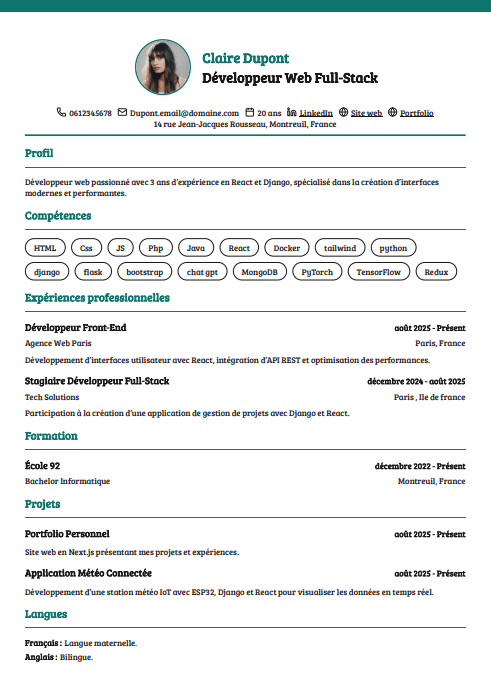 Claire Dupont
Développeur Web Full-Stack
0612345678 Dupont.email@domaine.com 20 ans LinkedIn Site web Portfolio
14 rue Jean-Jacques Rousseau, Montreuil, France
Profil
Développeur web passionné avec 3 ans d'expérience en React et Django, spécialisé dans la création d'interfaces
modernes et performantes.
Compétences
HTML Css JS Php Java React Docker tailwind python
django flask bootstrap chat gpt MongoDB PyTorch TensorFlow Redux
Expériences professionnelles
Développeur Front-End août 2025 - Présent
Agence Web Paris Paris, France
Développement d'interfaces utilisateur avec React, intégration d'API REST et optimisation des performances.
Stagiaire Développeur Full-Stack décembre 2024 - août 2025
Tech Solutions Paris , Ile de france
Participation à la création d'une application de gestion de projets avec Django et React.
Formation
École 92 décembre 2022 - Présent
Bachelor Informatique Montreuil, France
Projets
Portfolio Personnel août 2025 - Présent
Site web en Next.js présentant mes projets et expériences.
Application Météo Connectée août 2025 - Présent
Développement d'une station météo IoT avec ESP32, Django et React pour visualiser les données en temps réel.
Langues
Français : Langue maternelle.
Anglais : Bilingue.